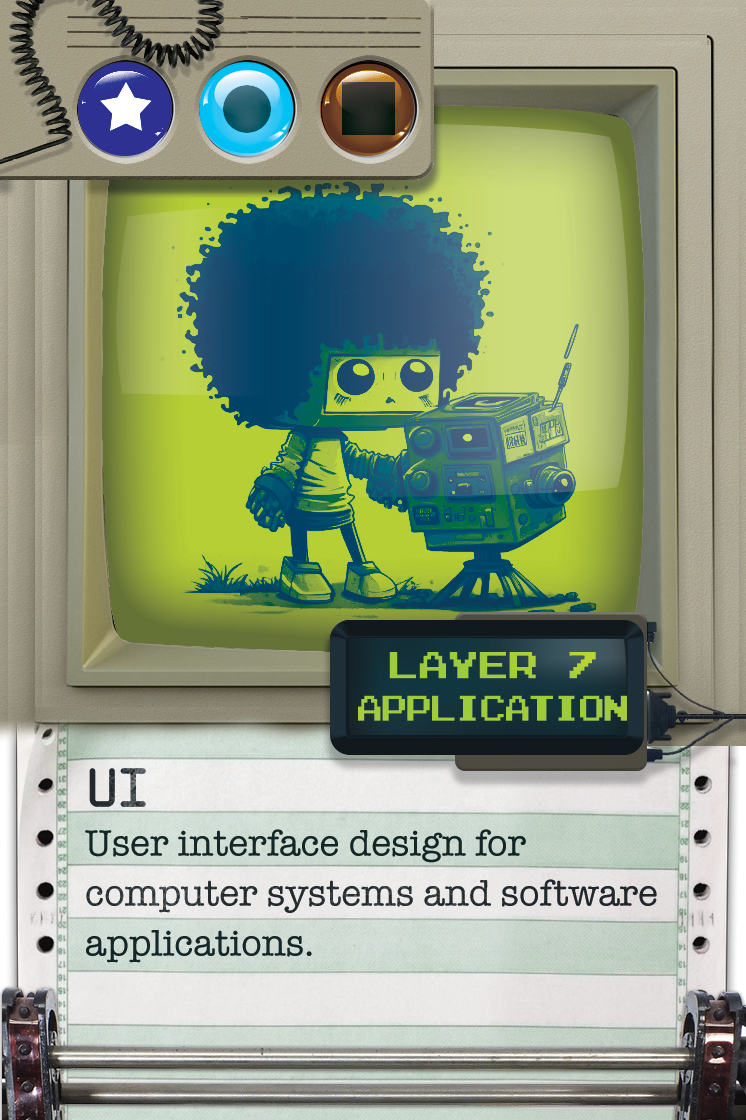 LAYER 7
APPLICATION
UI
User interface design for
computer systems and software
applications.